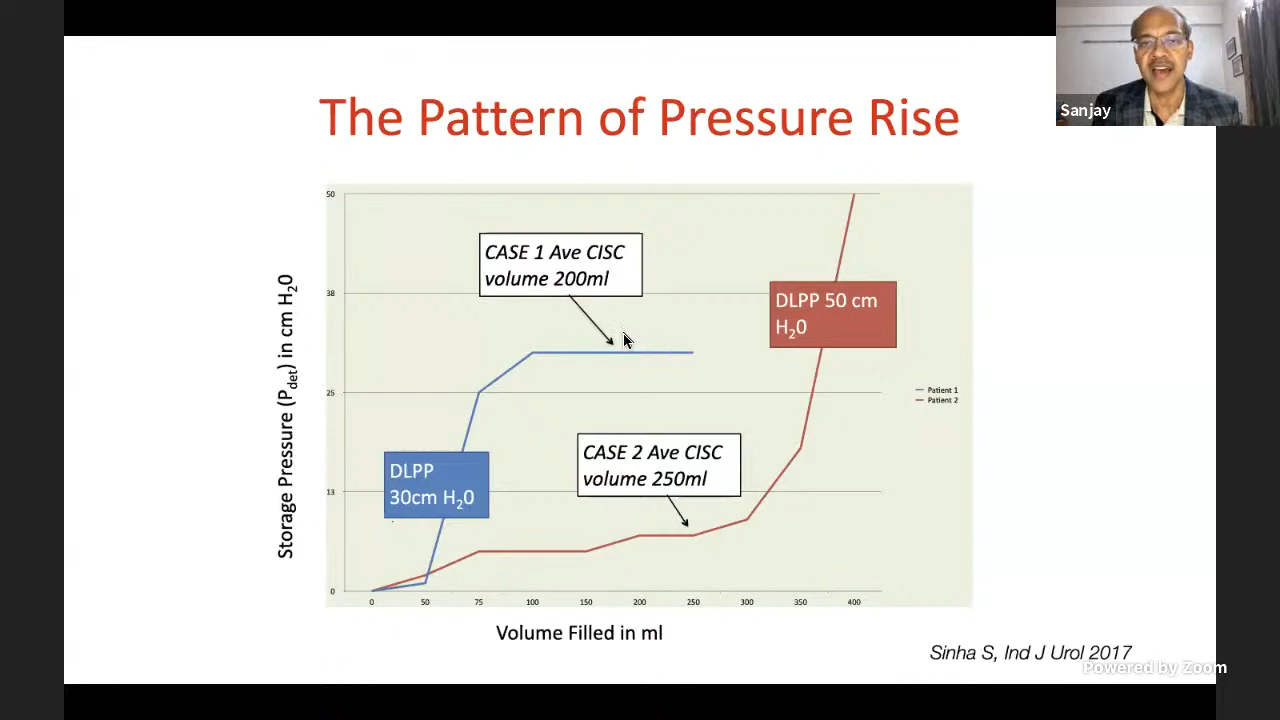 Sanjay
The Pattern of Pressure Rise
Storage Pressure (Pdet) in cm H20
50
38
25
13
0
CASE 1 Ave CISC
volume 200ml
DLPP 50 cm
H20
DLPP
30cm H20
CASE 2 Ave CISC
volume 250ml
Patient 1
Patient 2
0 50 75 100 150 200 250 300 350 400
Volume Filled in ml
Sinha S, Ind J Urol 2017
Powered by Zoom